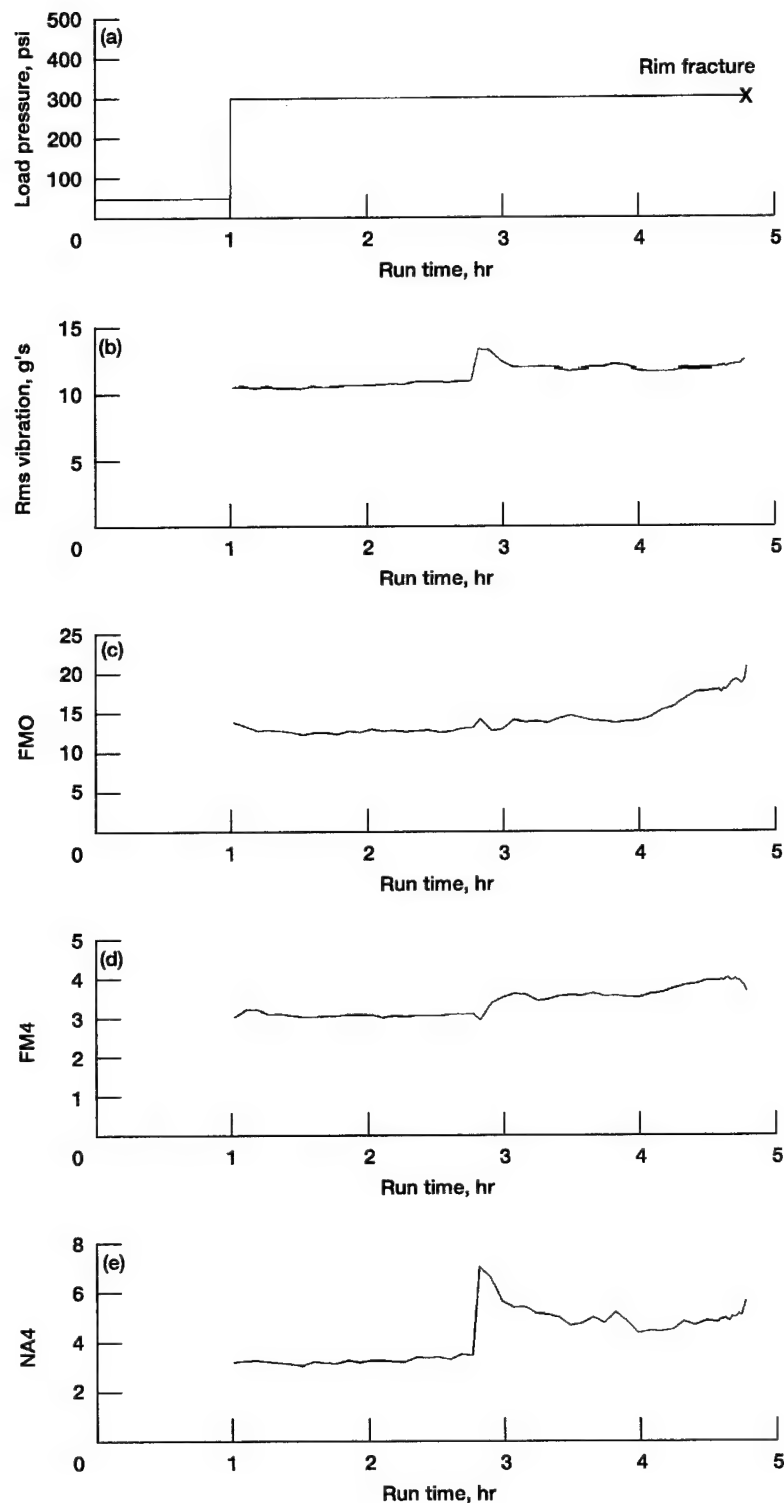 (a)
500
400
300
200
100
0
Load pressure, psi
Rim fracture
X
1 2 3 4 5
Run time, hr
(b)
15
10
5
0
Rms vibration, g's
1 2 3 4 5
Run time, hr
(c)
25
20
15
10
5
0
FMO
1 2 3 4 5
Run time, hr
(d)
5
4
3
2
1
0
FM4
1 2 3 4 5
Run time, hr
(e)
8
6
4
2
0
NA4
1 2 3 4 5
Run time, hr